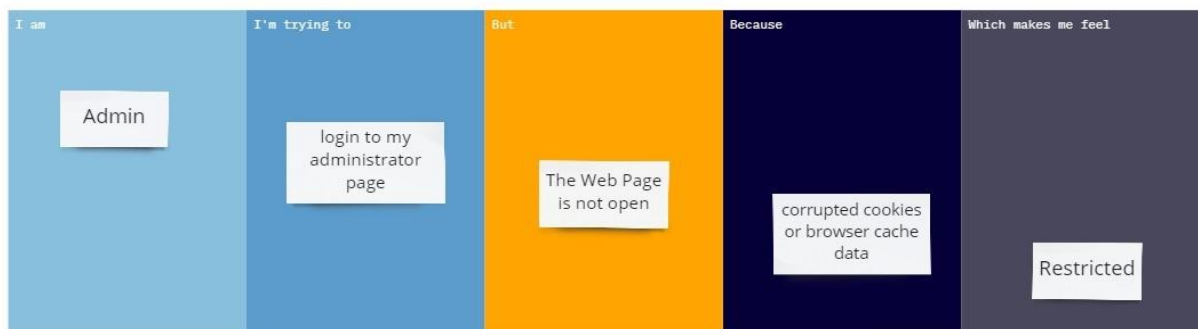 I am
Admin
I'm trying to
login to my
administrator
page
But
The Web Page
is not open
Because
corrupted cookies
or browser cache
data
Which makes me feel
Restricted